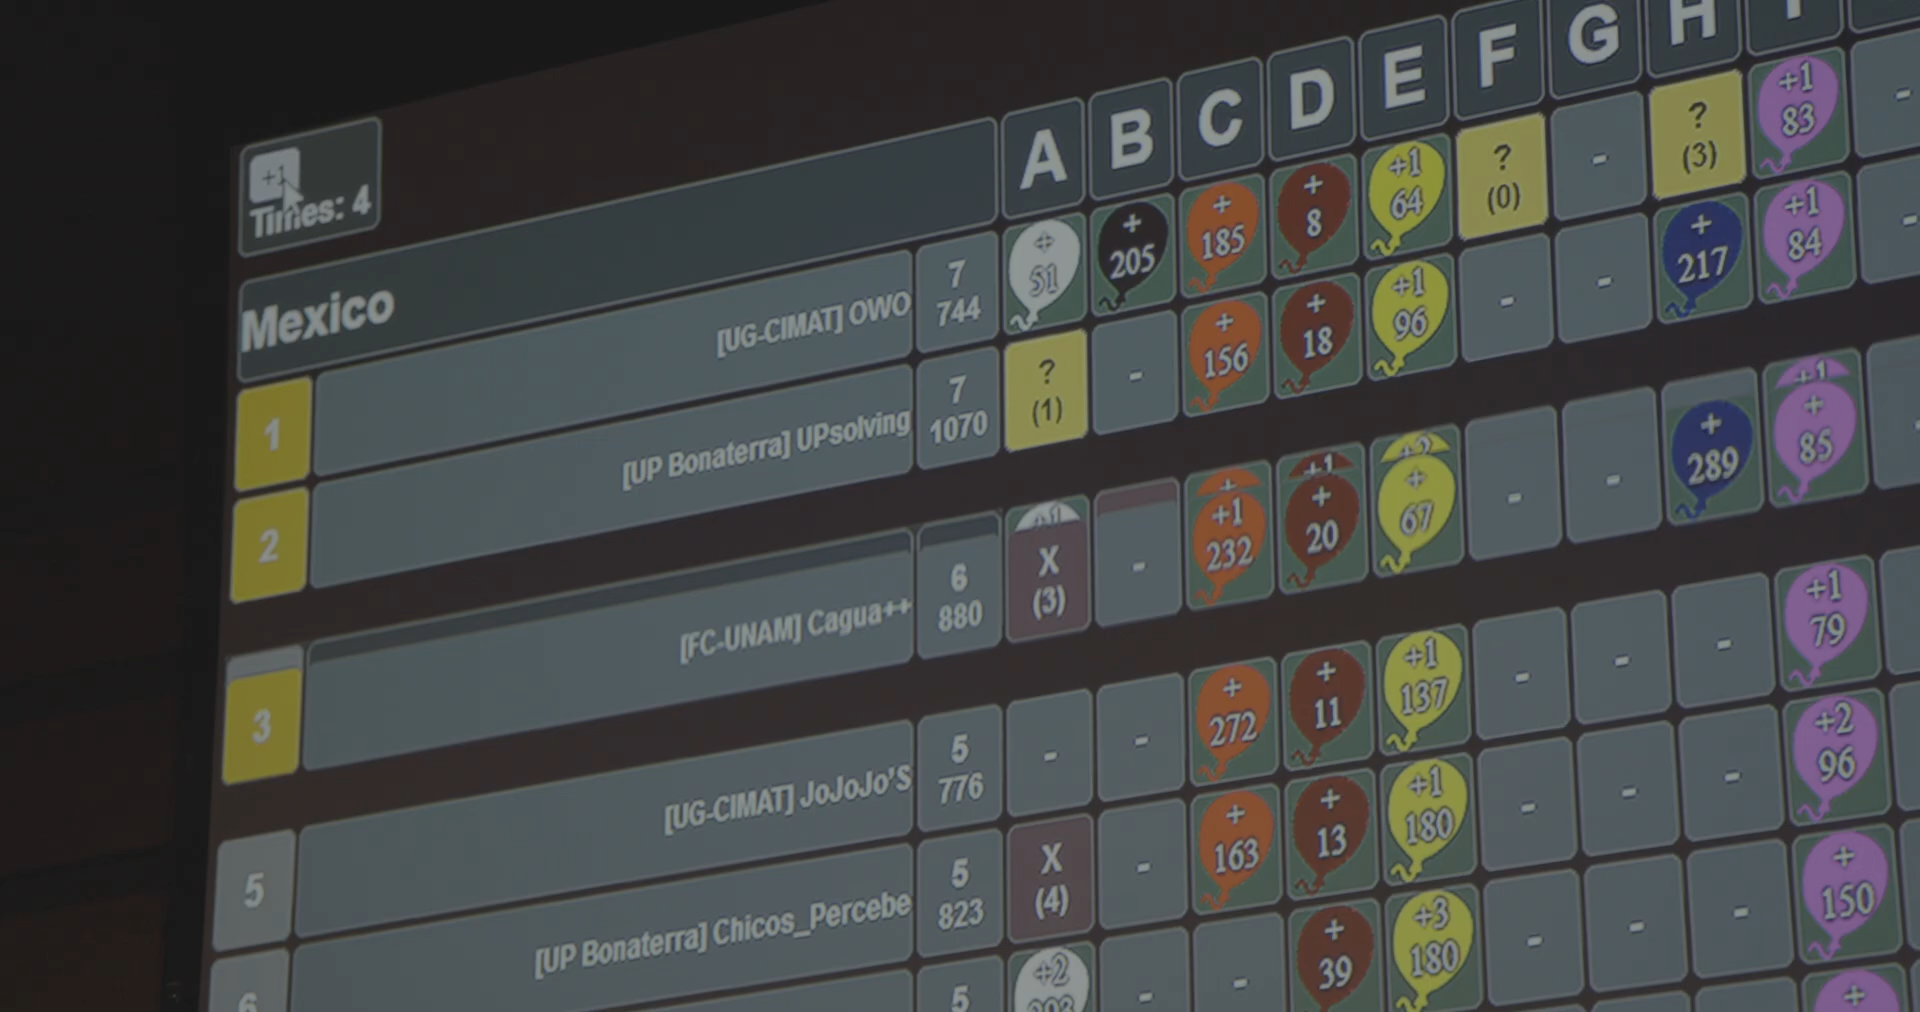 A B C D E F G H
+1
Times: 4
Mexico
1 [UG-CIMAT] OWO 7 744 + 51 + 205 + 185 + 8 +1 64 ? (0) - ? (3) +1 83 -
2 [UP Bonaterra] UPsolving 7 1070 ? (1) - + 156 + 18 +1 96 - - + 217 +1 84 -
3 [FC-UNAM] Cagua++ 6 880 X (3) - +1 232 + 20 + 67 - - + 289 + 85 -
5 [UG-CIMAT] JoJoJo'S 5 776 - - + 272 + 11 +1 137 - - - +1 79
6 [UP Bonaterra] Chicos_Percebe 5 823 X (4) - + 163 + 13 +1 180 - - - +2 96
5 +2 - - + 39 +3 180 - - - + 150
+